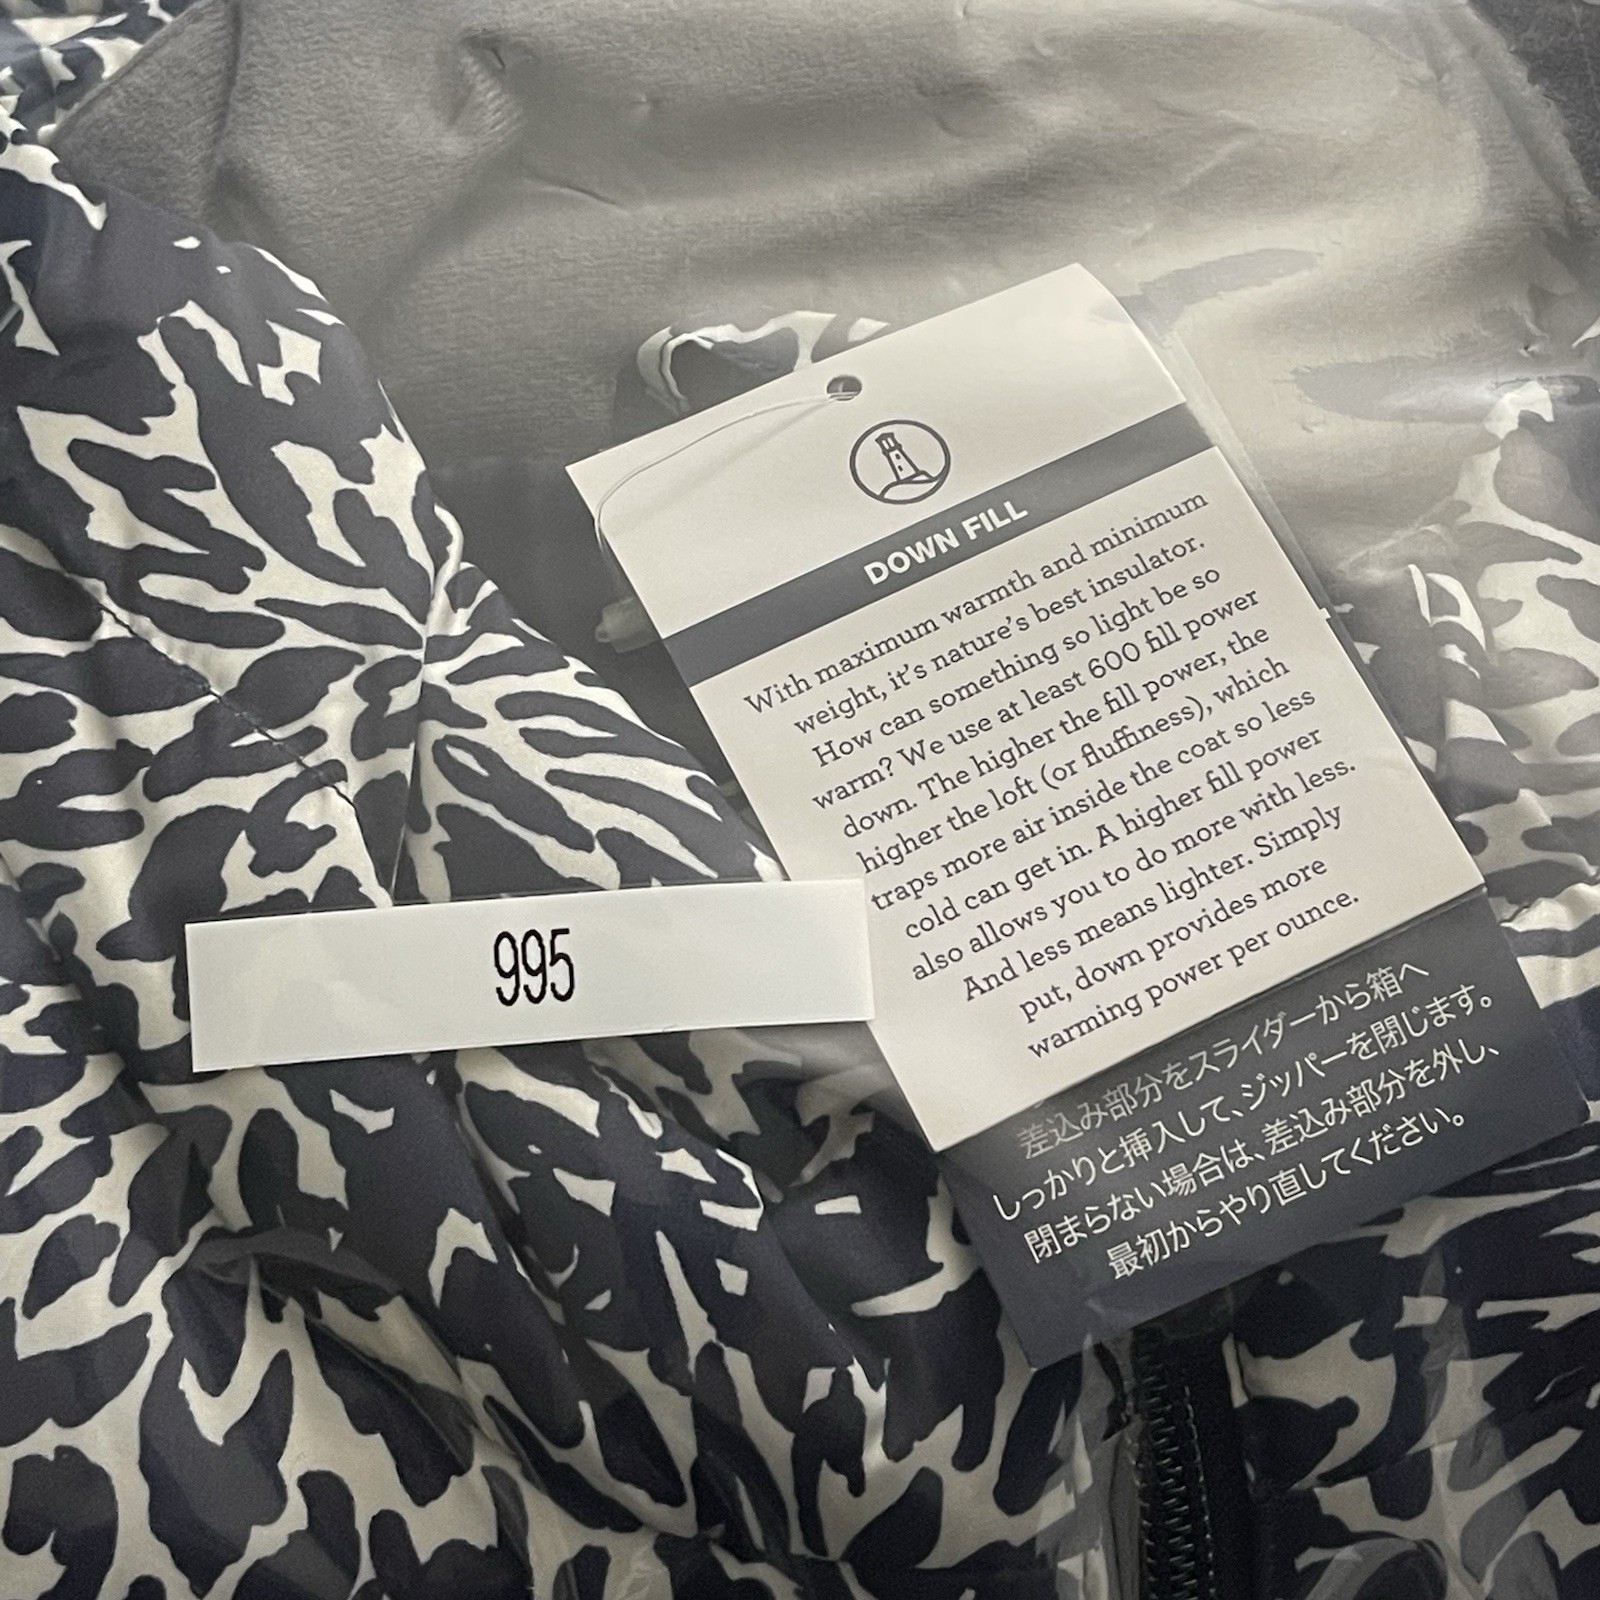 DOWN FILL
With maximum warmth and minimum
weight, it's nature's best insulator.
How can something so light be so
warm? We use at least 600 fill power
down. The higher the fill power, the
higher the loft (or fluffiness), which
traps more air inside the coat so less
cold can get in. A higher fill power
also allows you to do more with less.
And less means lighter. Simply
put, down provides more
warming power per ounce.
995
差込み部分をスライダーから箱へ
しっかりと挿入して、ジッパーを閉じます。
閉まらない場合は、差込み部分を外し、
最初からやり直してください。